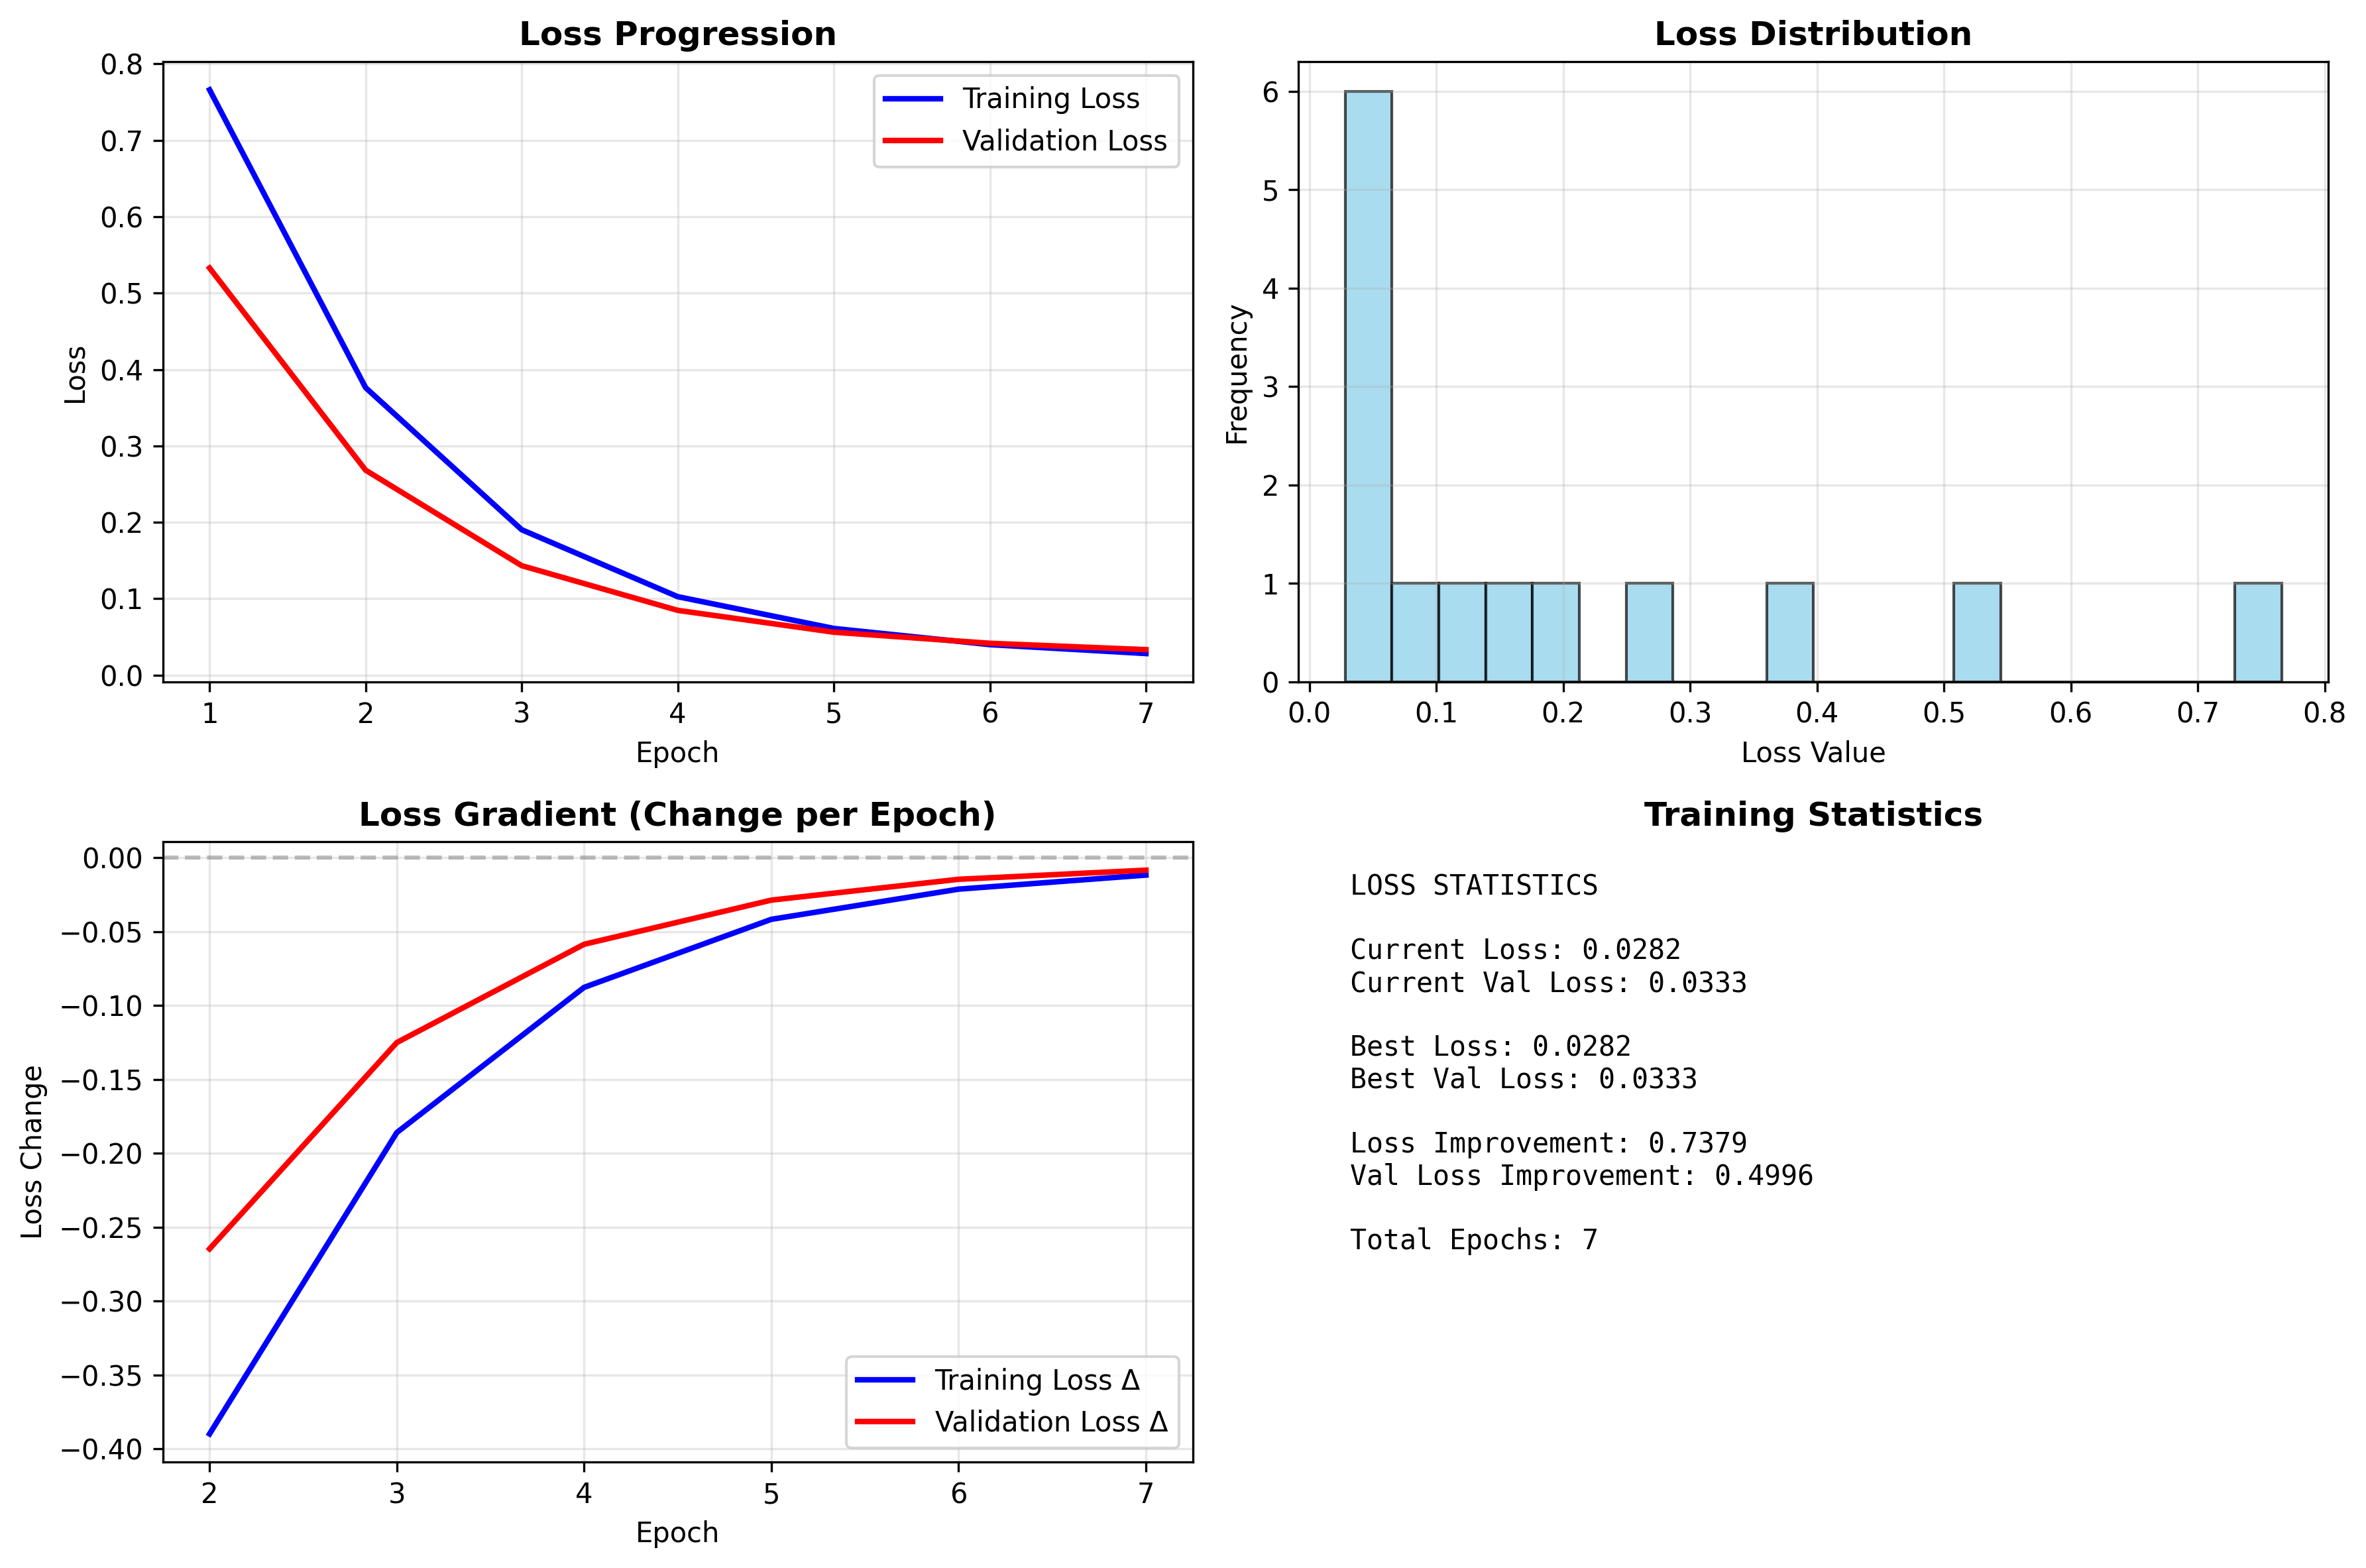 Loss Progression
0.8
0.7
0.6
0.5
0.4
0.3
0.2
0.1
0.0
Loss
Training Loss
Validation Loss
1 2 3 4 5 6 7
Epoch
Loss Distribution
6
5
4
3
2
1
0
Frequency
0.0 0.1 0.2 0.3 0.4 0.5 0.6 0.7 0.8
Loss Value
Loss Gradient (Change per Epoch)
0.00
−0.05
−0.10
−0.15
−0.20
−0.25
−0.30
−0.35
−0.40
Loss Change
Training Loss Δ
Validation Loss Δ
2 3 4 5 6 7
Epoch
Training Statistics
LOSS STATISTICS
Current Loss: 0.0282
Current Val Loss: 0.0333
Best Loss: 0.0282
Best Val Loss: 0.0333
Loss Improvement: 0.7379
Val Loss Improvement: 0.4996
Total Epochs: 7